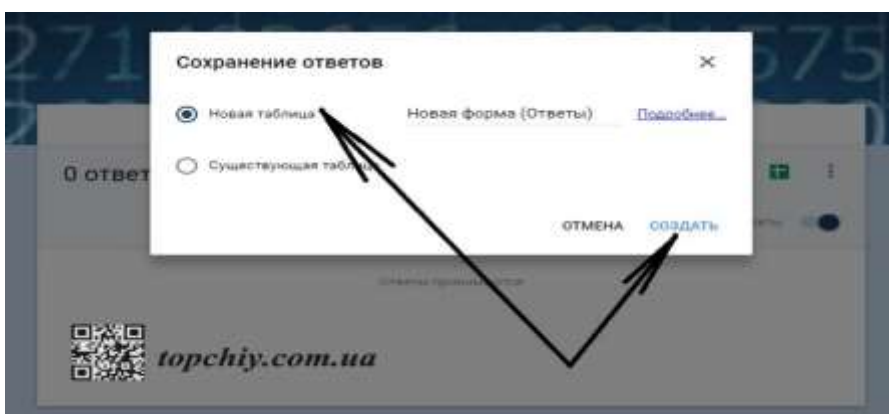 Сохранение ответов
Новая таблица Новая форма (Ответы) Подробнее...
Существующая таблица
0 ответ
ОТМЕНА СОЗДАТЬ
topchiy.com.ua